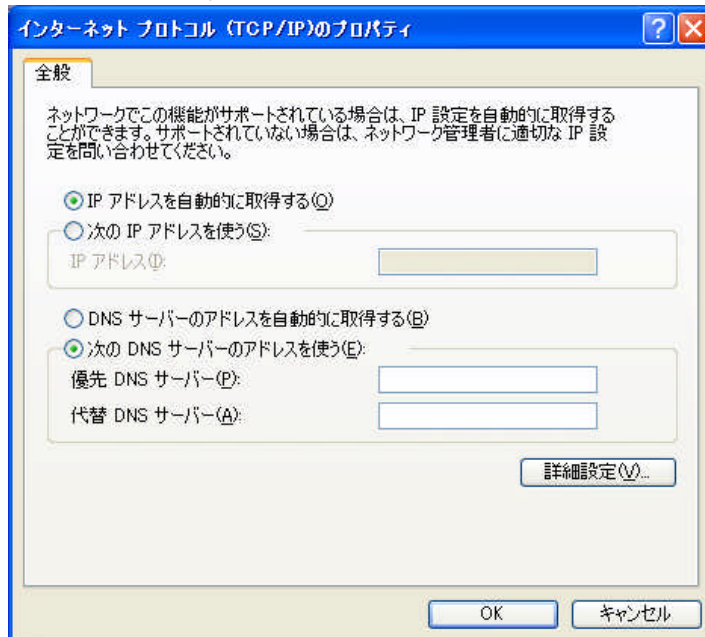 インターネット プロトコル (TCP/IP)のプロパティ
全般
ネットワークでこの機能がサポートされている場合は、IP 設定を自動的に取得する
ことができます。サポートされていない場合は、ネットワーク管理者に適切な IP 設
定を問い合わせてください。
IP アドレスを自動的に取得する(O)
次の IP アドレスを使う(S):
IP アドレス(I):
DNS サーバーのアドレスを自動的に取得する(B)
次の DNS サーバーのアドレスを使う(E):
優先 DNS サーバー(P):
代替 DNS サーバー(A):
詳細設定(V)...
OK
キャンセル